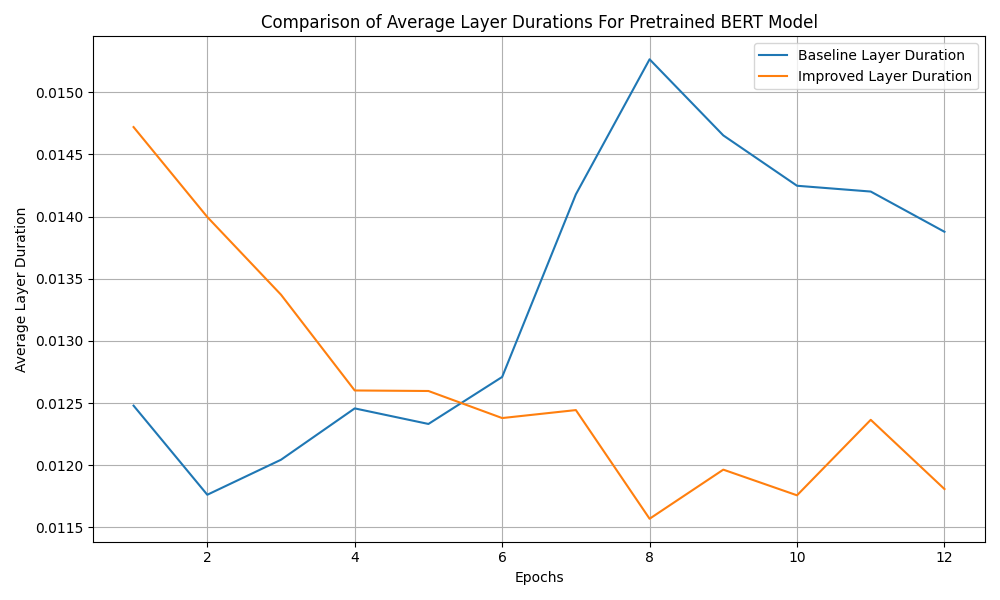 Comparison of Average Layer Durations For Pretrained BERT Model
Baseline Layer Duration
Improved Layer Duration
Average Layer Duration
0.0150
0.0145
0.0140
0.0135
0.0130
0.0125
0.0120
0.0115
2 4 6 8 10 12
Epochs